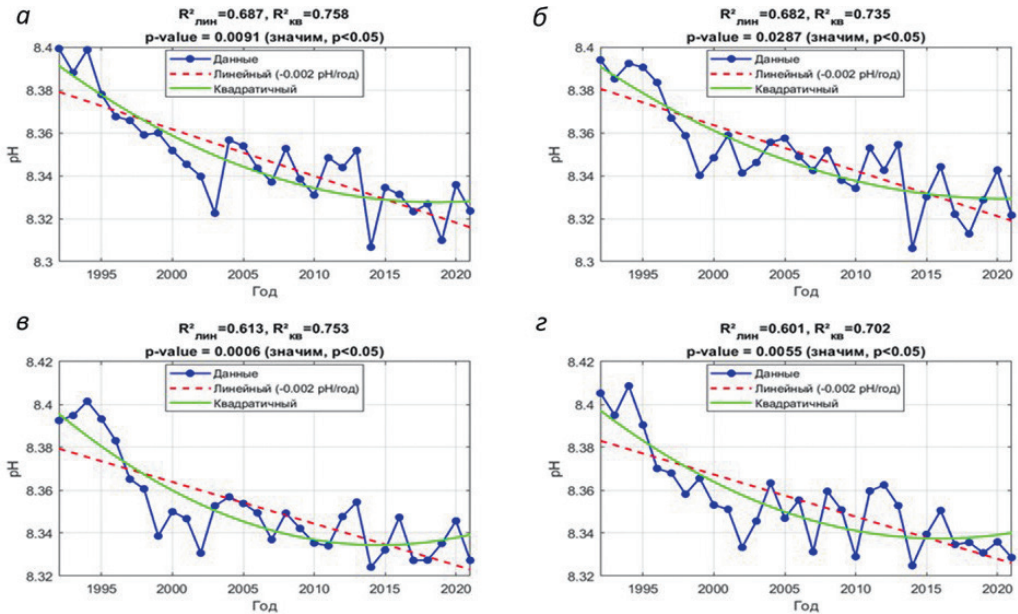 а
R²лин=0.687, R²кв=0.758
p-value = 0.0091 (значим, p<0.05)
Данные
Линейный (-0.002 pH/год)
Квадратичный
8.4
8.38
8.36
8.34
8.32
8.3
pH
1995 2000 2005 2010 2015 2020
Год
б
R²лин=0.682, R²кв=0.735
p-value = 0.0287 (значим, p<0.05)
Данные
Линейный (-0.002 pH/год)
Квадратичный
8.4
8.38
8.36
8.34
8.32
8.3
pH
1995 2000 2005 2010 2015 2020
Год
в
R²лин=0.613, R²кв=0.753
p-value = 0.0006 (значим, p<0.05)
Данные
Линейный (-0.002 pH/год)
Квадратичный
8.42
8.4
8.38
8.36
8.34
8.32
pH
1995 2000 2005 2010 2015 2020
Год
г
R²лин=0.601, R²кв=0.702
p-value = 0.0055 (значим, p<0.05)
Данные
Линейный (-0.002 pH/год)
Квадратичный
8.42
8.4
8.38
8.36
8.34
8.32
pH
1995 2000 2005 2010 2015 2020
Год